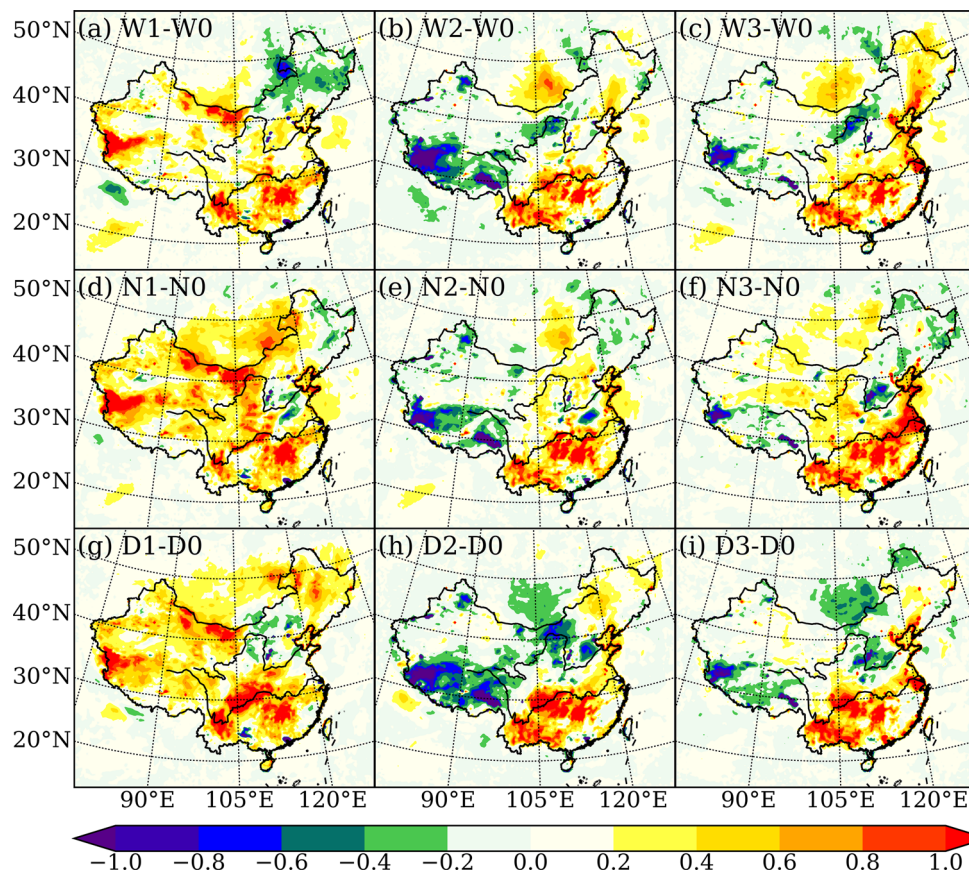 (a) W1-W0 (b) W2-W0 (c) W3-W0
50°N
40°N
30°N
20°N
(d) N1-N0 (e) N2-N0 (f) N3-N0
50°N
40°N
30°N
20°N
(g) D1-D0 (h) D2-D0 (i) D3-D0
50°N
40°N
30°N
20°N
90°E 105°E 120°E 90°E 105°E 120°E 90°E 105°E 120°E
−1.0 −0.8 −0.6 −0.4 −0.2 0.0 0.2 0.4 0.6 0.8 1.0